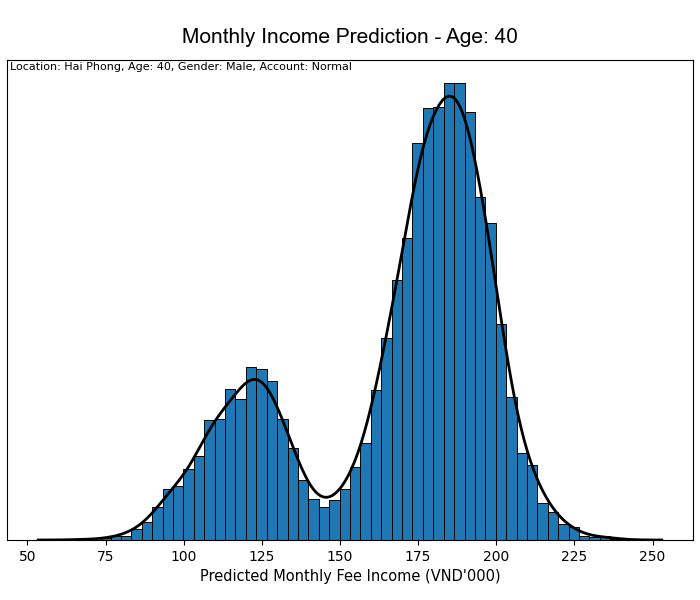 Monthly Income Prediction - Age: 40
Location: Hai Phong, Age: 40, Gender: Male, Account: Normal
50 75 100 125 150 175 200 225 250
Predicted Monthly Fee Income (VND'000)